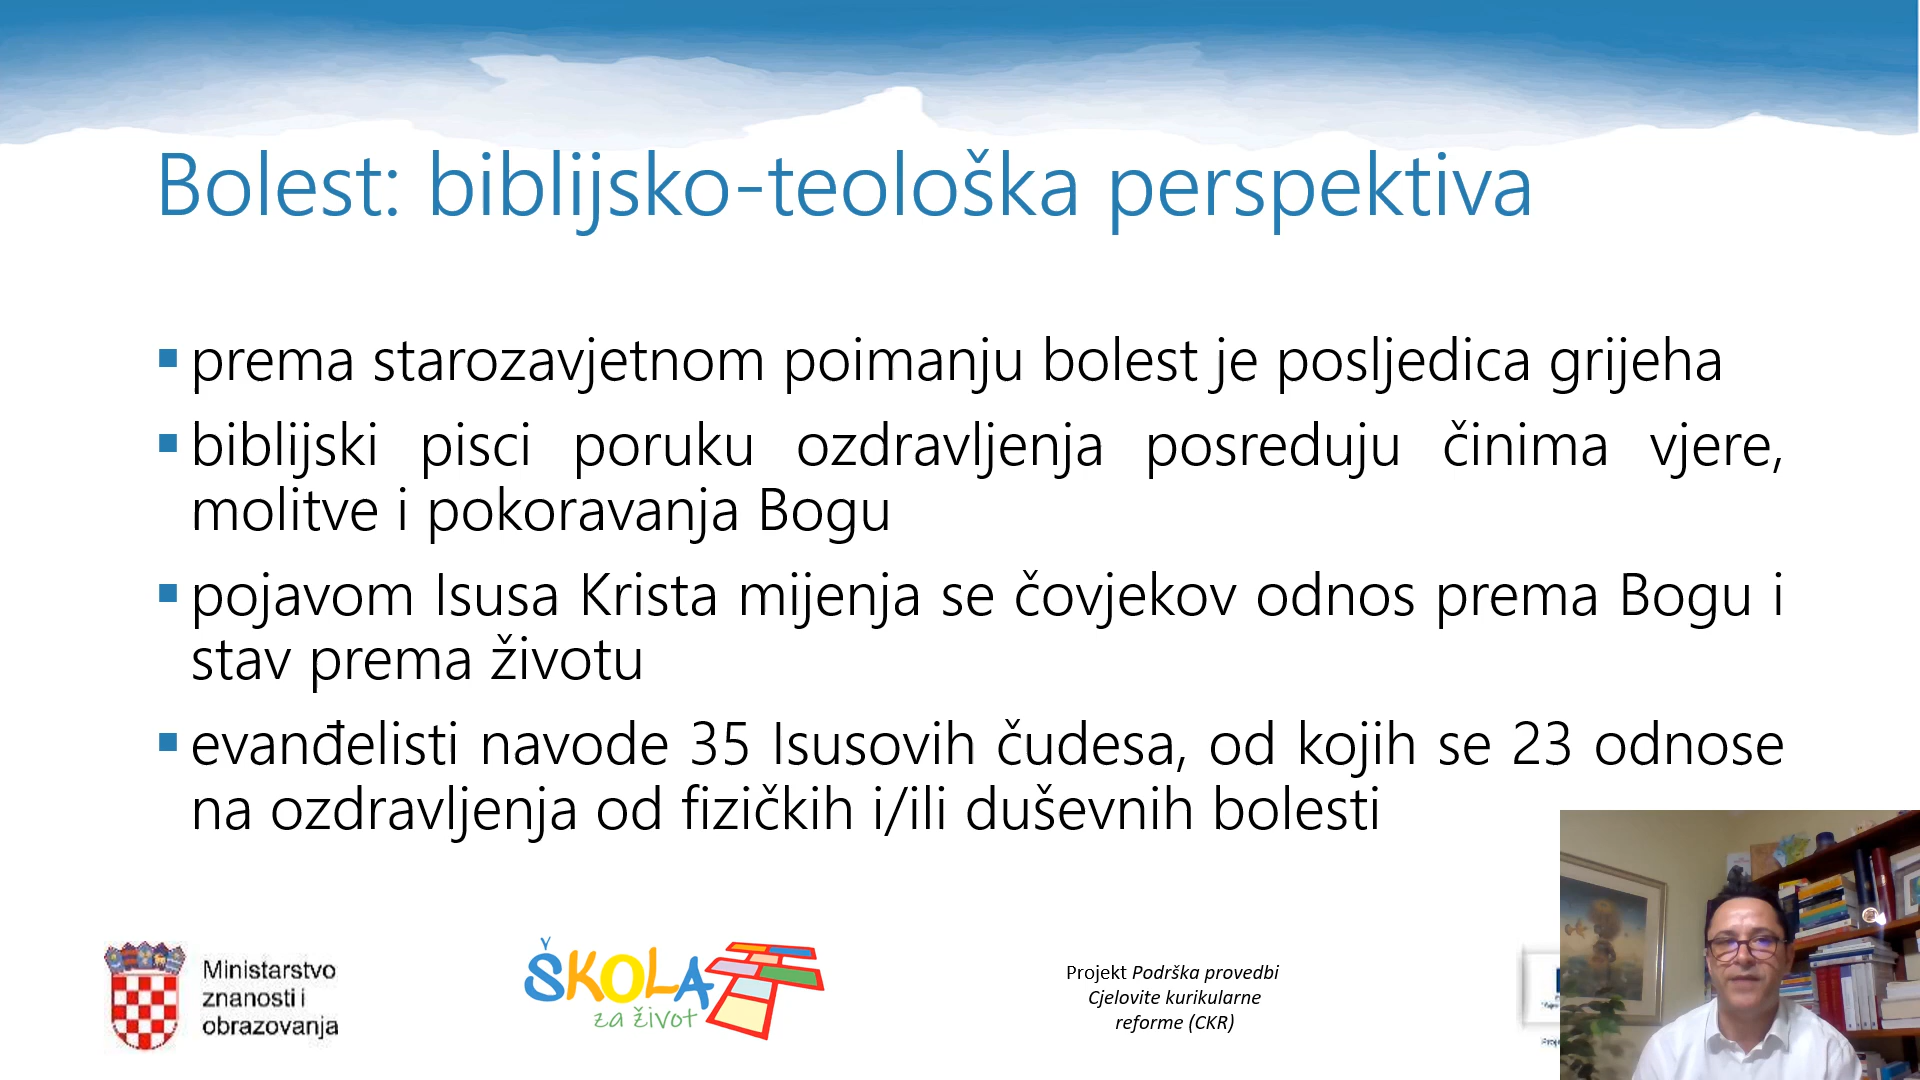 Bolest: biblijsko-teološka perspektiva
prema starozavjetnom poimanju bolest je posljedica grijeha
biblijski pisci poruku ozdravljenja posreduju činima vjere,
molitve i pokoravanja Bogu
pojavom Isusa Krista mijenja se čovjekov odnos prema Bogu i
stav prema životu
evanđelisti navode 35 Isusovih čudesa, od kojih se 23 odnose
na ozdravljenja od fizičkih i/ili duševnih bolesti
Ministarstvo
znanosti i
obrazovanja
ŠKOLA
za život
Projekt Podrška provedbi
Cjelovite kurikularne
reforme (CKR)